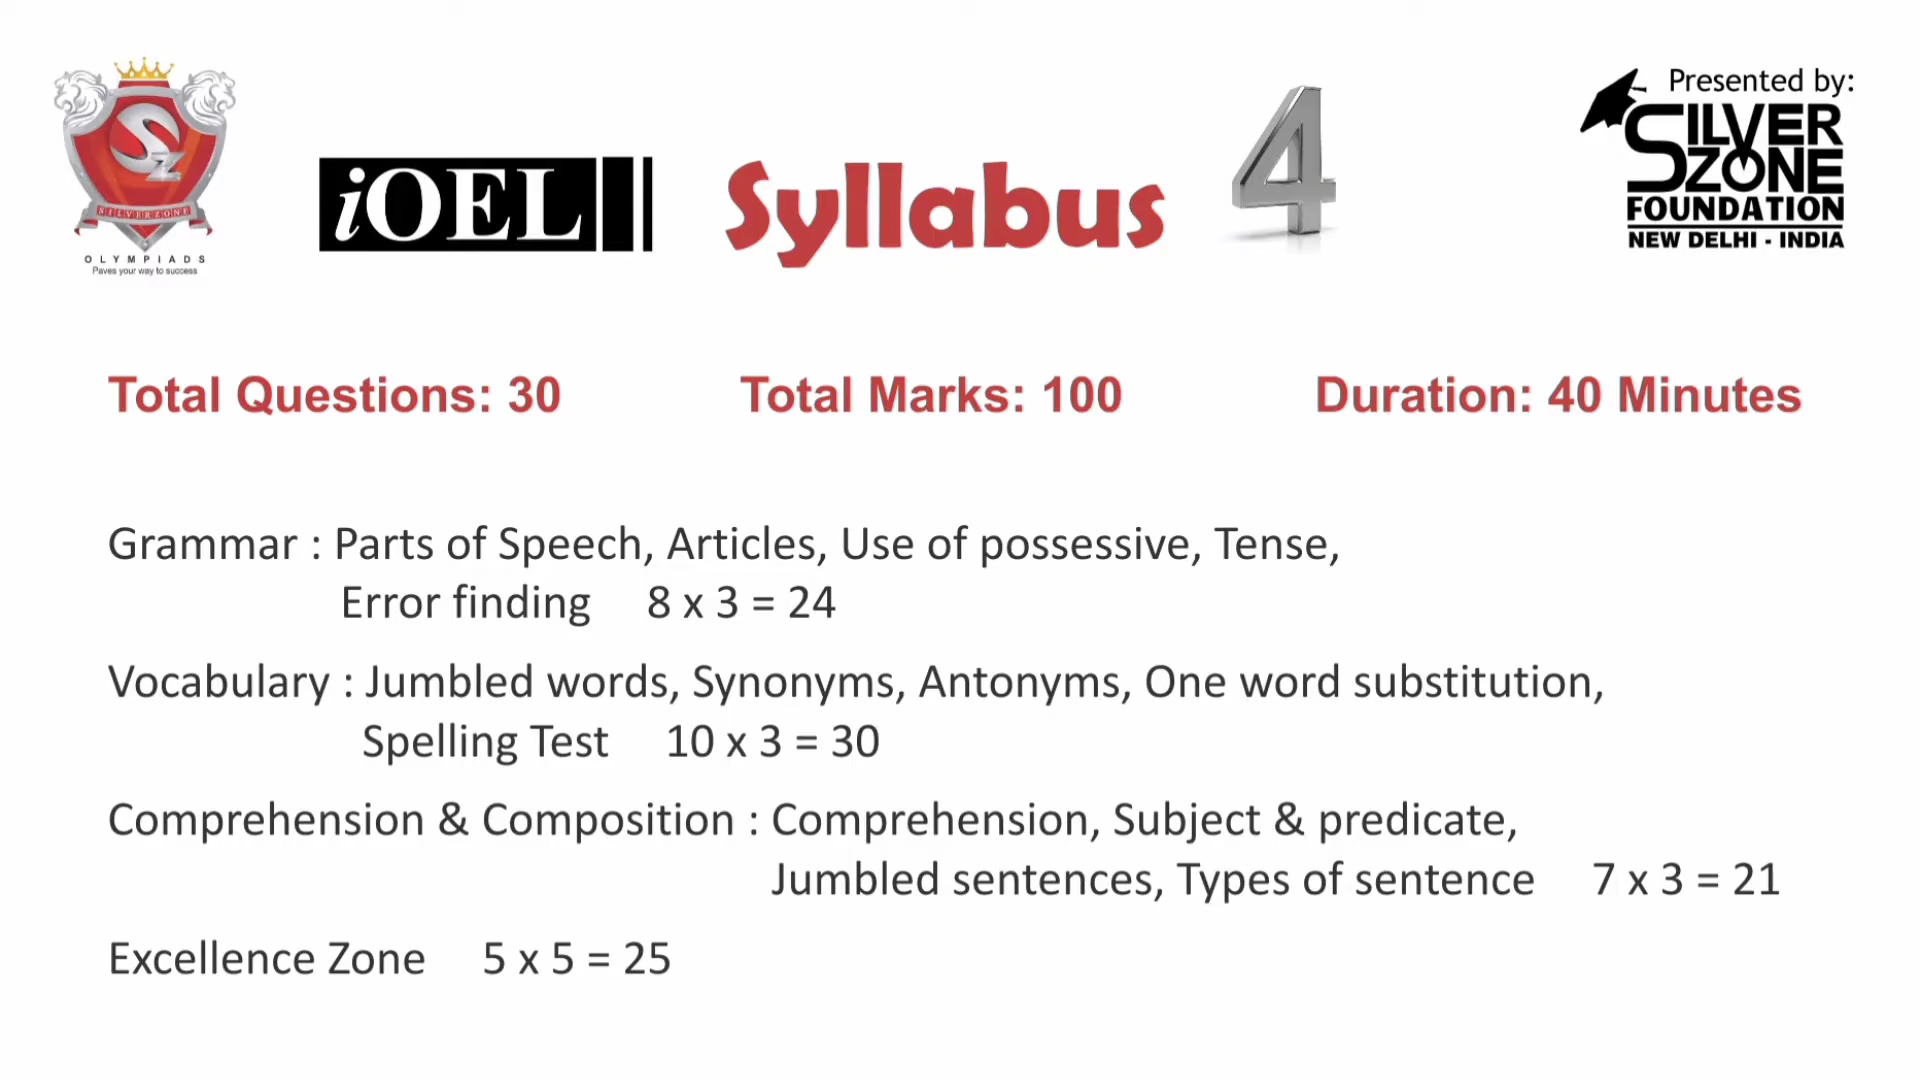 SZ
SILVERZONE
OLYMPIADS
Paves your way to success
iOEL
Syllabus
4
Presented by:
SILVER
ZONE
FOUNDATION
NEW DELHI - INDIA
Total Questions: 30 Total Marks: 100 Duration: 40 Minutes
Grammar : Parts of Speech, Articles, Use of possessive, Tense,
Error finding 8 x 3 = 24
Vocabulary : Jumbled words, Synonyms, Antonyms, One word substitution,
Spelling Test 10 x 3 = 30
Comprehension & Composition : Comprehension, Subject & predicate,
Jumbled sentences, Types of sentence 7 x 3 = 21
Excellence Zone 5 x 5 = 25